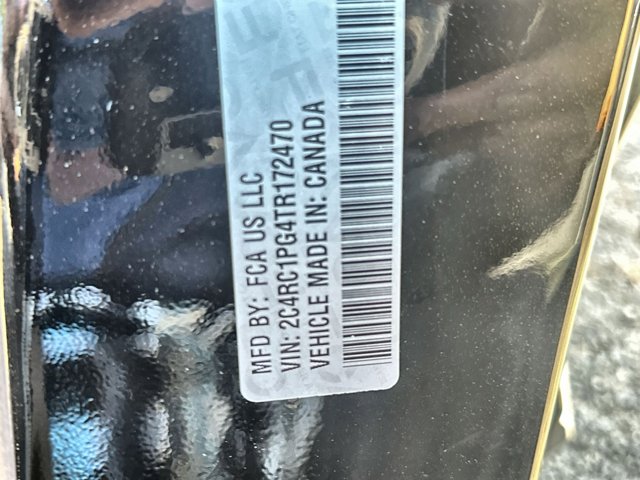 MFD BY: FCA US LLC
VIN: 2C4RC1PG4TR172470
VEHICLE MADE IN: CANADA